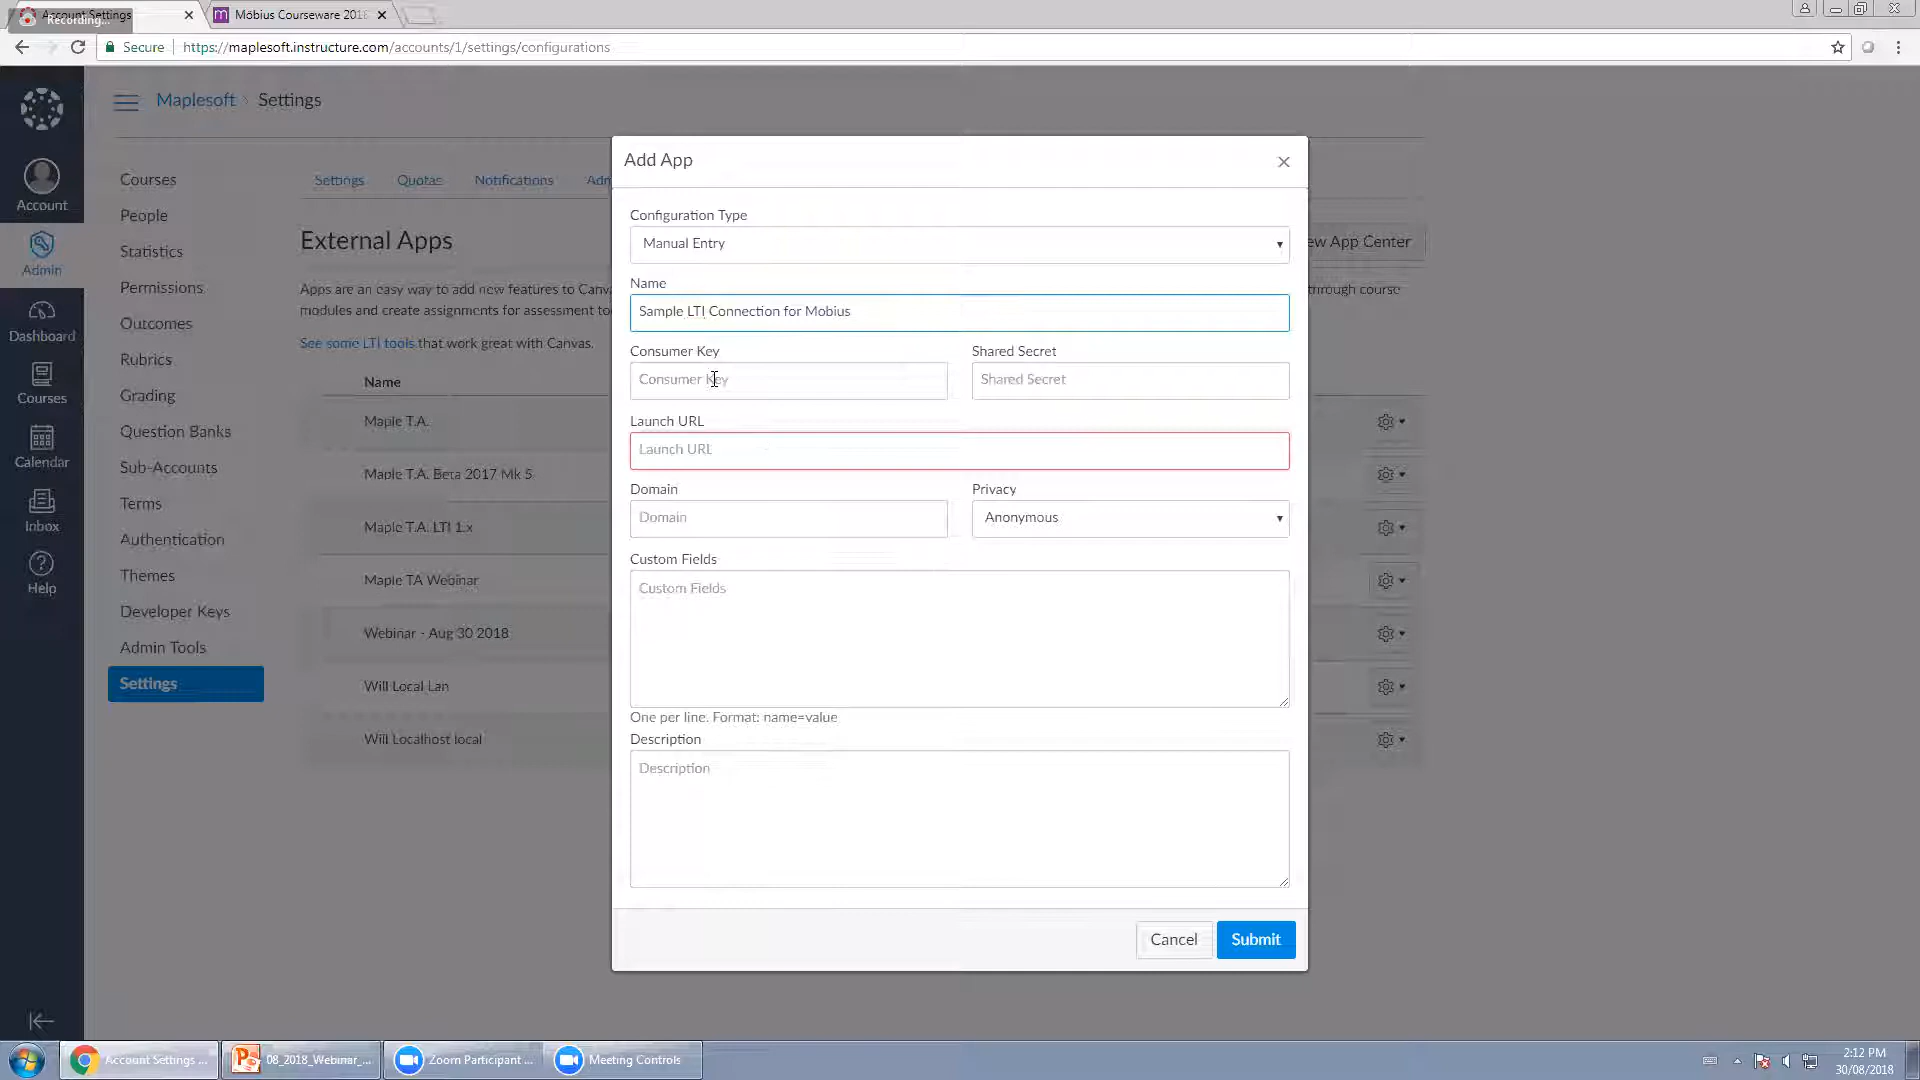 Account Settings
Recording...
Möbius Courseware 2018
Secure
https://maplesoft.instructure.com/accounts/1/settings/configurations
Maplesoft
Settings
Account
Admin
Dashboard
Courses
Calendar
Inbox
Help
Courses
People
Statistics
Permissions
Outcomes
Rubrics
Grading
Question Banks
Sub-Accounts
Terms
Authentication
Themes
Developer Keys
Admin Tools
Settings
Settings
Quotas
Notifications
External Apps
View App Center
Apps are an easy way to add new features to
through course
modules and create assignments for assessment
See some LTI tools that work great with Canvas.
Name
Maple T.A.
Maple T.A. Beta 2017 Mk 5
Maple T.A. LTI 1.x
Maple TA Webinar
Webinar - Aug 30 2018
Will Local Lan
Will Localhost local
Add App
Configuration Type
Manual Entry
Name
Sample LTI Connection for Mobius
Consumer Key
Shared Secret
Consumer Key
Shared Secret
Launch URL
Launch URL
Domain
Privacy
Domain
Anonymous
Custom Fields
Custom Fields
One per line. Format: name=value
Description
Description
Cancel
Submit
Account Settings ...
08_2018_Webinar_...
Zoom Participant ...
Meeting Controls
2:12 PM
30/08/2018